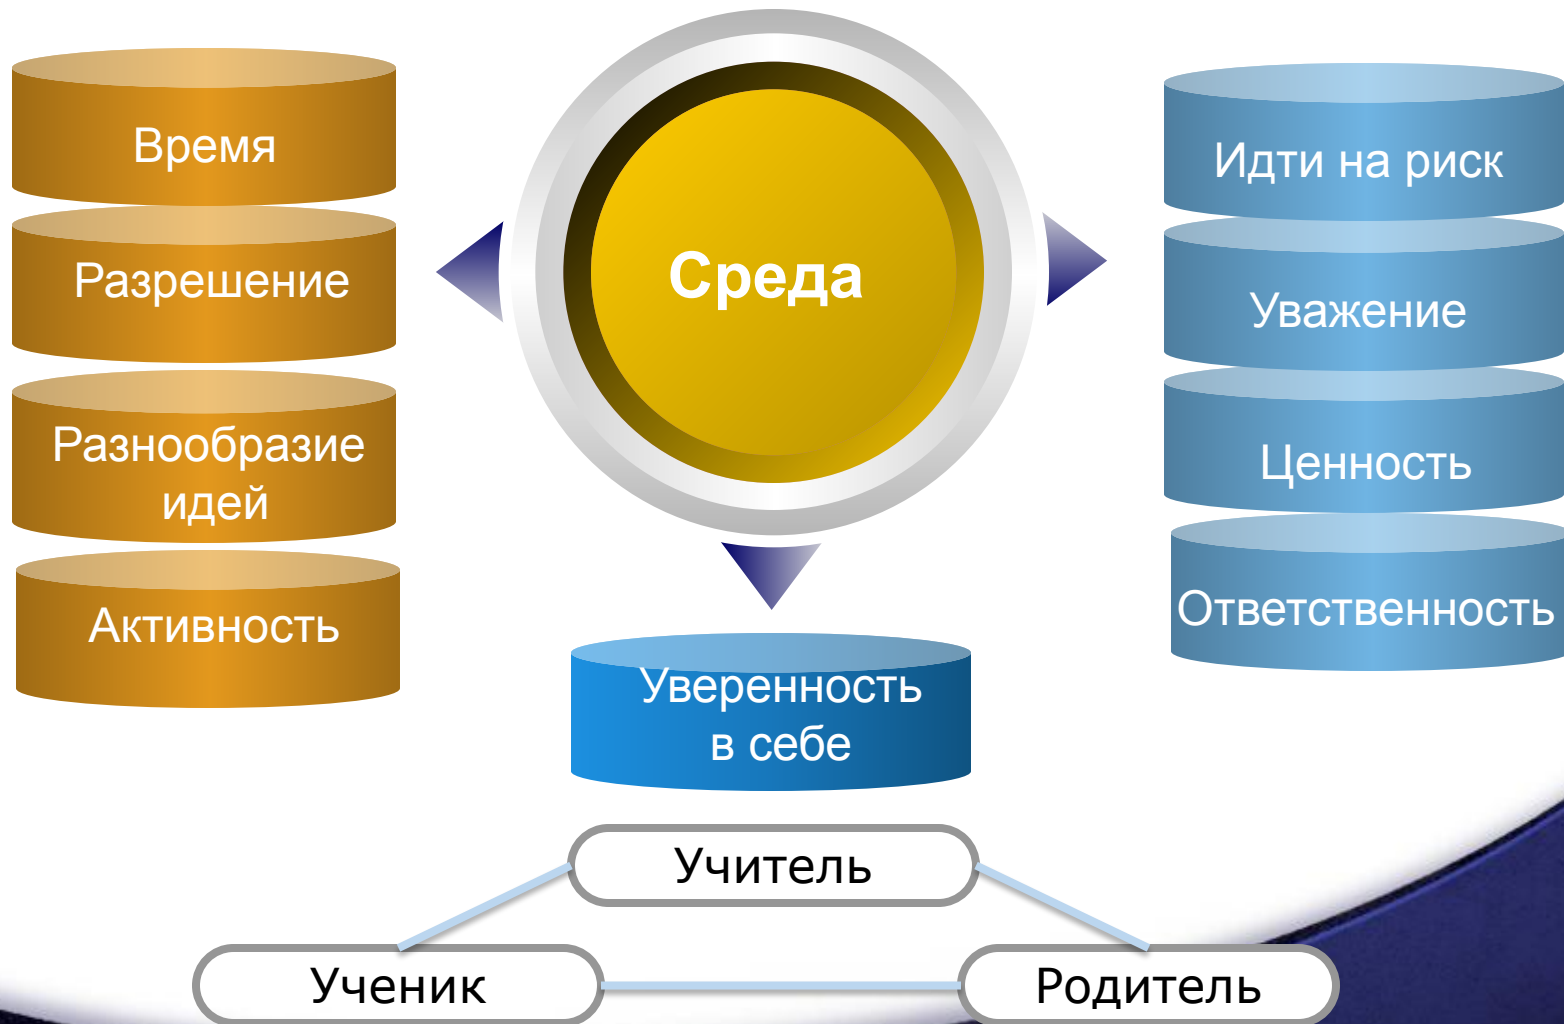 Время
Разрешение
Разнообразие
идей
Активность
Среда
Идти на риск
Уважение
Ценность
Ответственность
Уверенность
в себе
Учитель
Ученик
Родитель